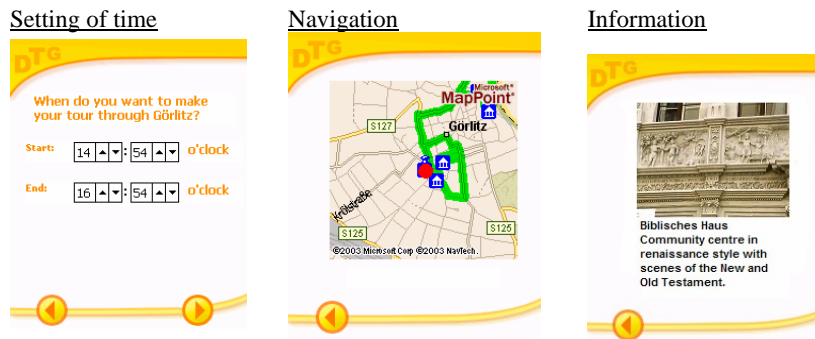 Setting of time
DTG
When do you want to make
your tour through Görlitz?
Start: 14 : 54 o'clock
End: 16 : 54 o'clock
Navigation
DTG
Microsoft®
MapPoint®
S127
Görlitz
Krölstraße
S125
S125
©2003 Microsoft Corp ©2003 NavTech.
Information
DTG
Biblisches Haus
Community centre in
renaissance style with
scenes of the New and
Old Testament.